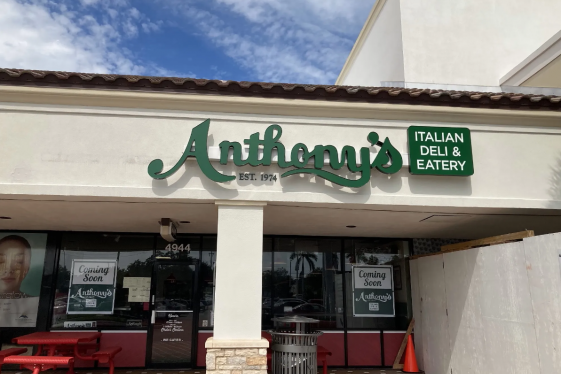 Anthony's
EST. 1974
ITALIAN
DELI &
EATERY
4944
Coming
Soon
Anthony's
Coming
Soon
Anthony's